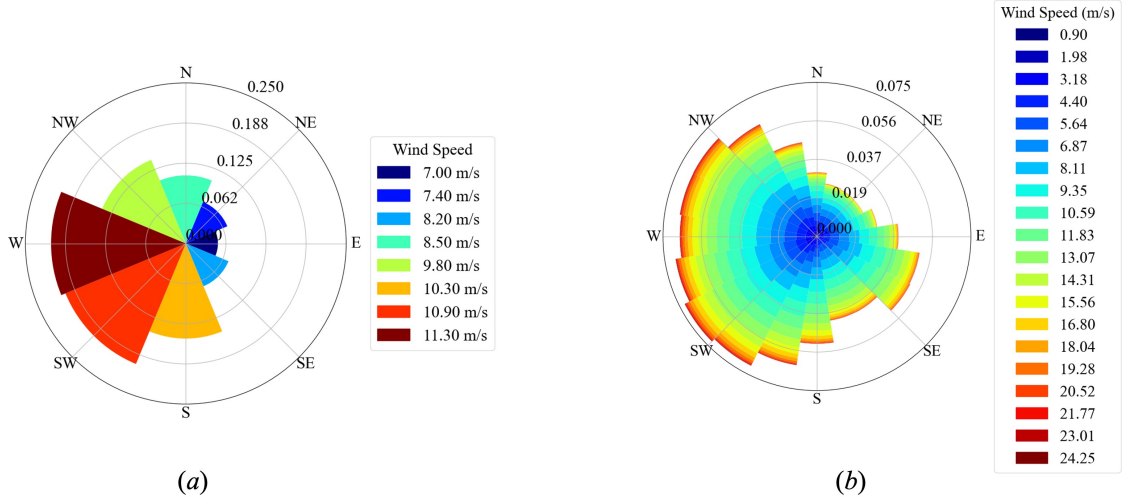 N
NE
E
SE
S
SW
W
NW
0.250
0.188
0.125
0.062
0.000
Wind Speed
7.00 m/s
7.40 m/s
8.20 m/s
8.50 m/s
9.80 m/s
10.30 m/s
10.90 m/s
11.30 m/s
(a)
N
NE
E
SE
S
SW
W
NW
0.075
0.056
0.037
0.019
0.000
Wind Speed (m/s)
0.90
1.98
3.18
4.40
5.64
6.87
8.11
9.35
10.59
11.83
13.07
14.31
15.56
16.80
18.04
19.28
20.52
21.77
23.01
24.25
(b)